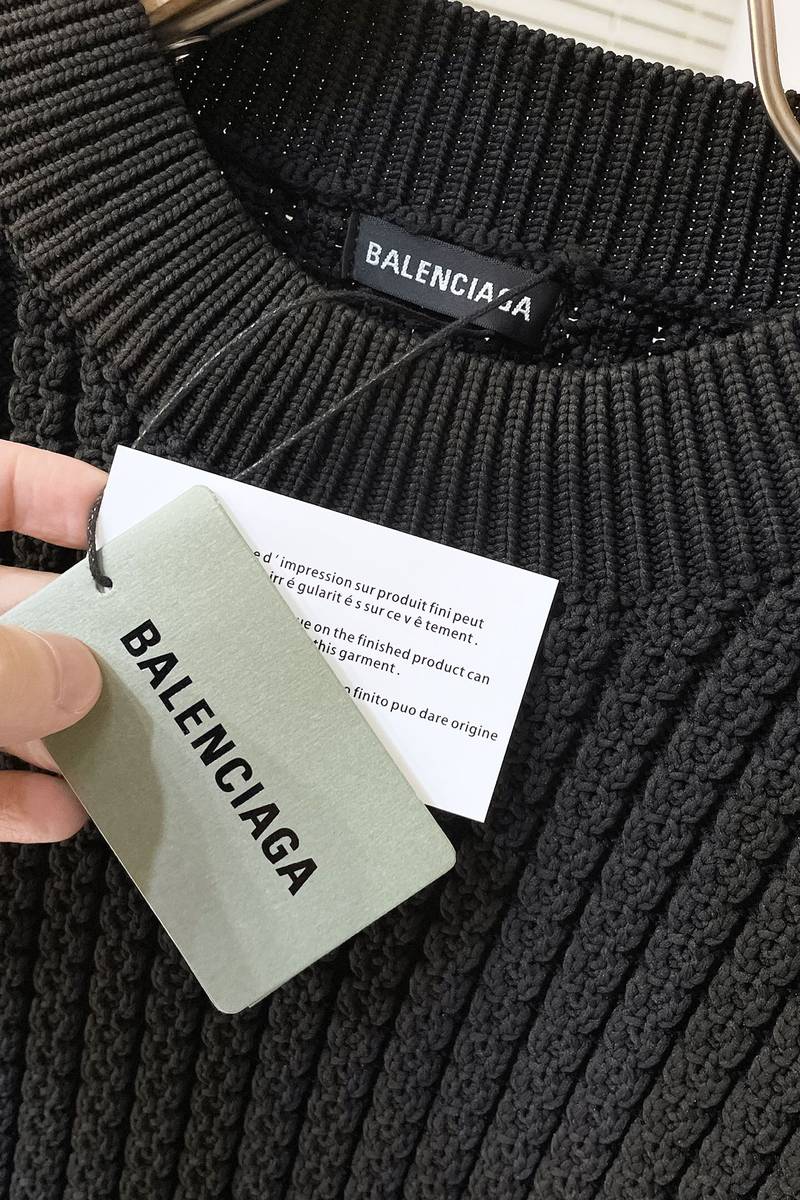 BALENCIAGA
d ' impression sur produit fini peut
irr é gularit é s sur ce v ê tement .
on the finished product can
this garment .
finito puo dare origine
BALENCIAGA